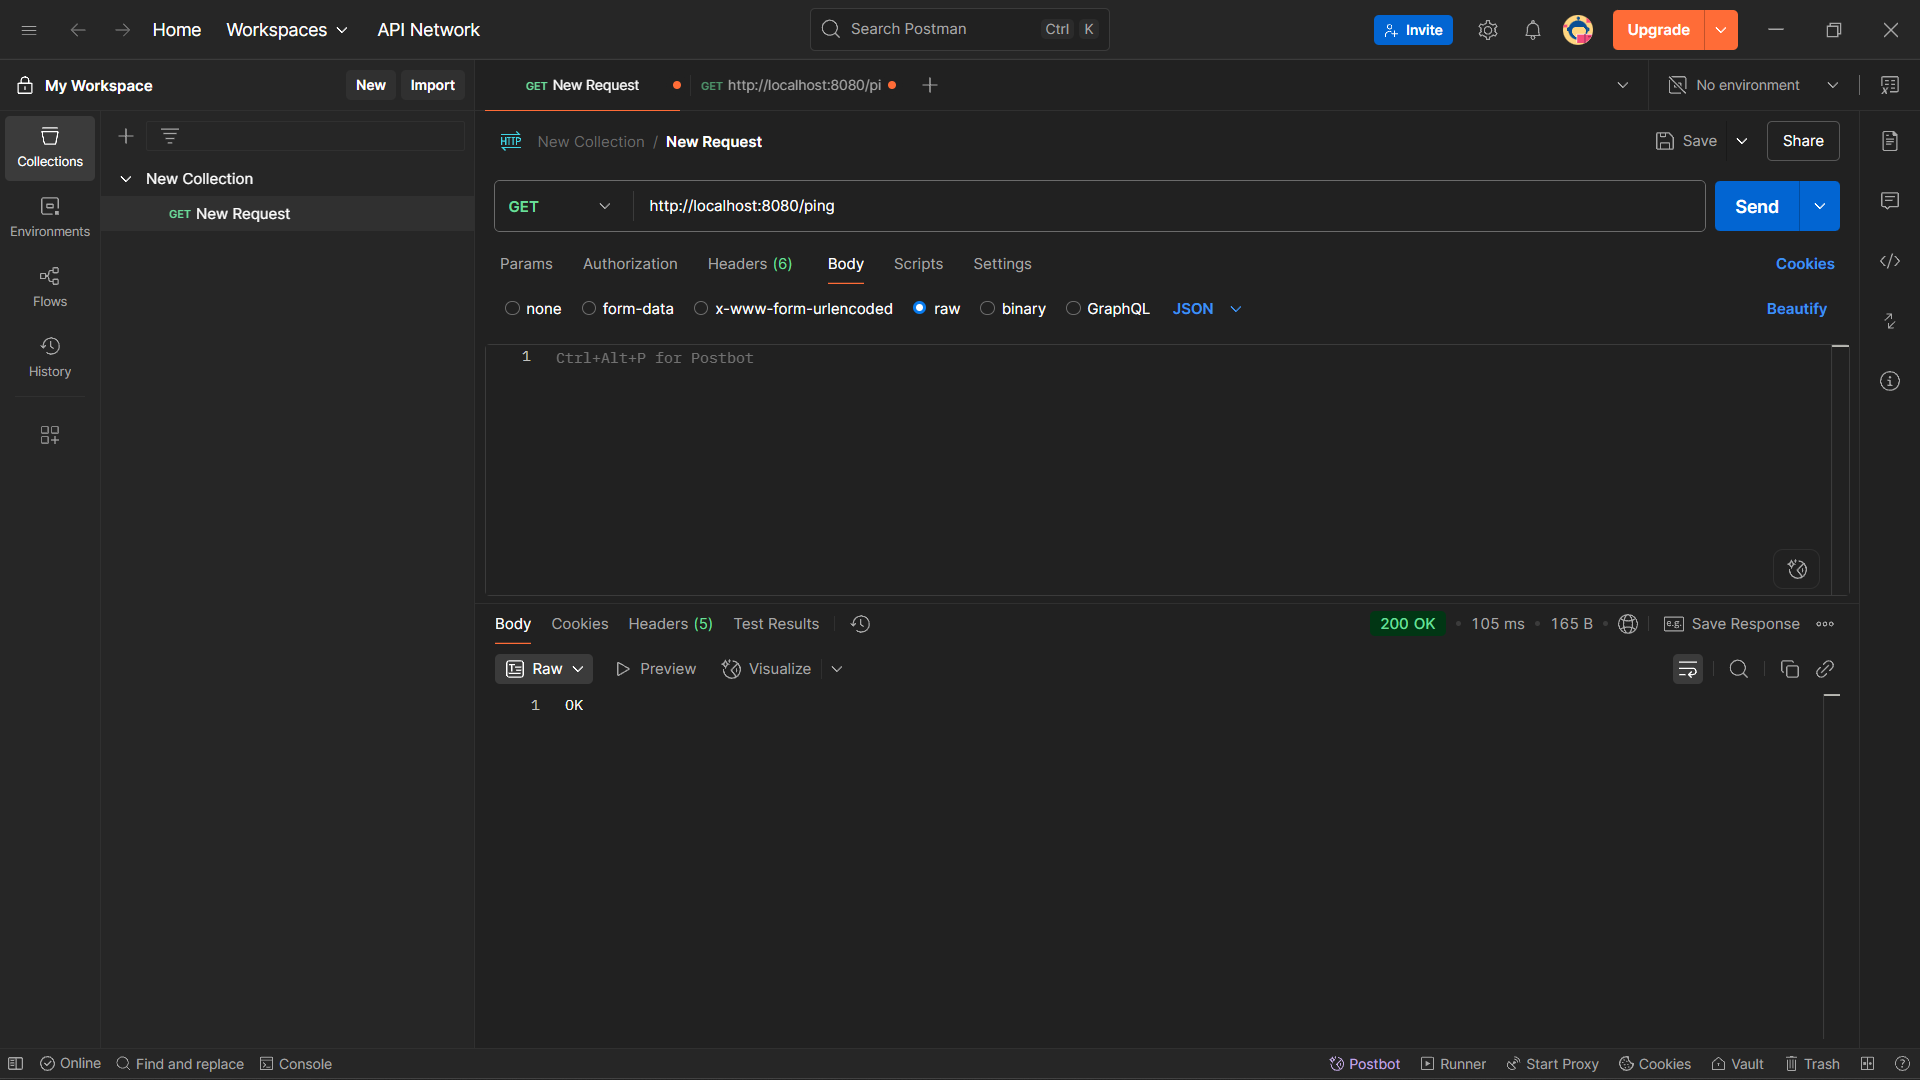 Home Workspaces API Network Search Postman Ctrl K Invite Upgrade
My Workspace New Import GET New Request GET http://localhost:8080/pi No environment
Collections
Environments
Flows
History
New Collection
GET New Request
HTTP New Collection / New Request Save Share
GET http://localhost:8080/ping Send
Params Authorization Headers (6) Body Scripts Settings Cookies
none form-data x-www-form-urlencoded raw binary GraphQL JSON Beautify
1 Ctrl+Alt+P for Postbot
Body Cookies Headers (5) Test Results 200 OK • 105 ms • 165 B • e.g. Save Response
Raw Preview Visualize
1 OK
Online Find and replace Console Postbot Runner Start Proxy Cookies Vault Trash